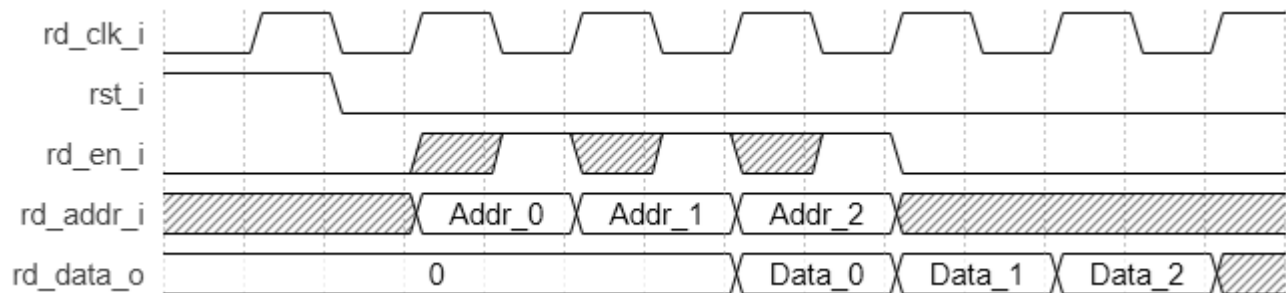 rd_clk_i
rst_i
rd_en_i
rd_addr_i Addr_0 Addr_1 Addr_2
rd_data_o 0 Data_0 Data_1 Data_2